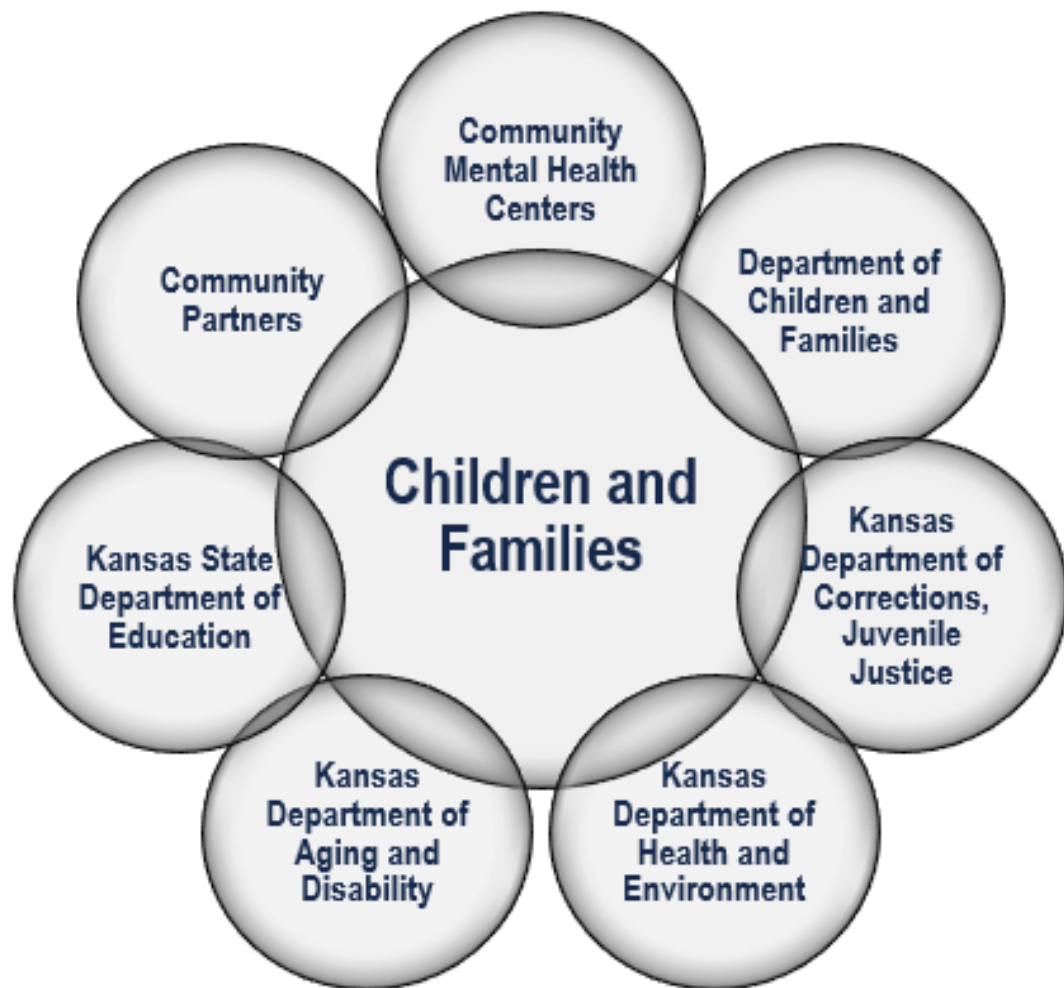 Community
Mental Health
Centers
Community
Partners
Department of
Children and
Families
Children and
Families
Kansas State
Department of
Education
Kansas
Department of
Corrections,
Juvenile
Justice
Kansas
Department of
Aging and
Disability
Kansas
Department of
Health and
Environment